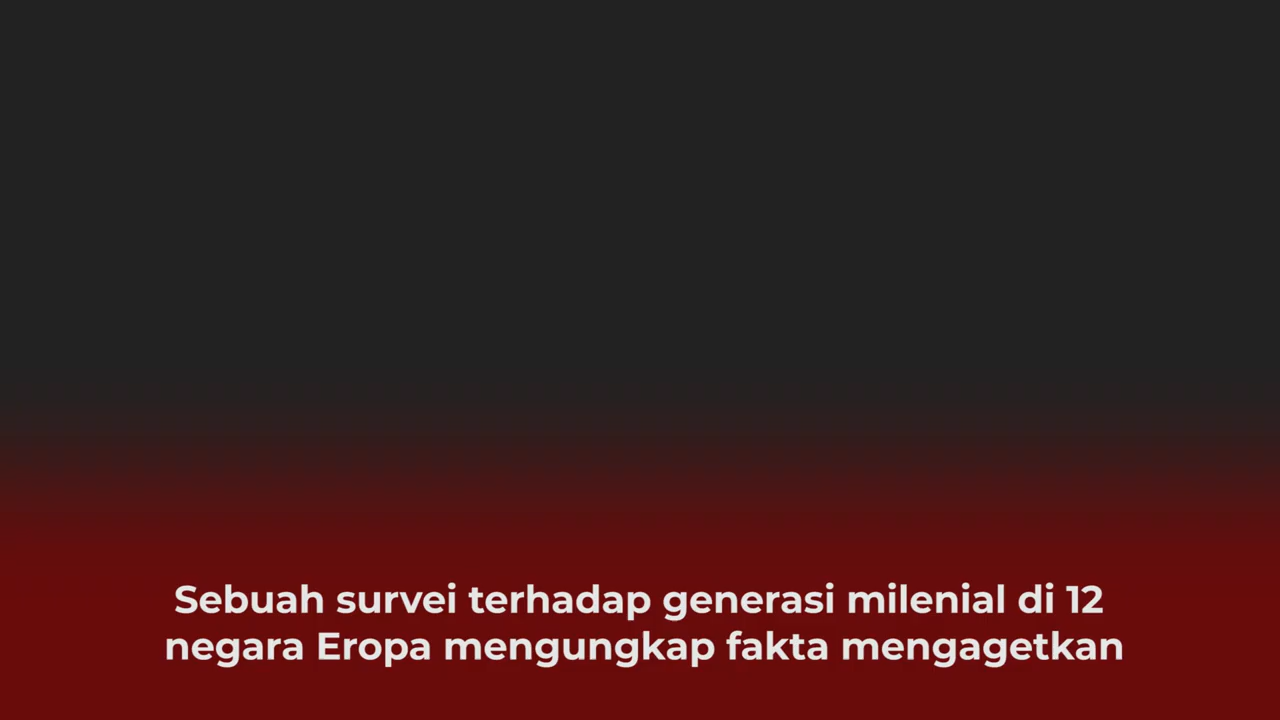 Sebuah survei terhadap generasi milenial di 12
negara Eropa mengungkap fakta mengagetkan